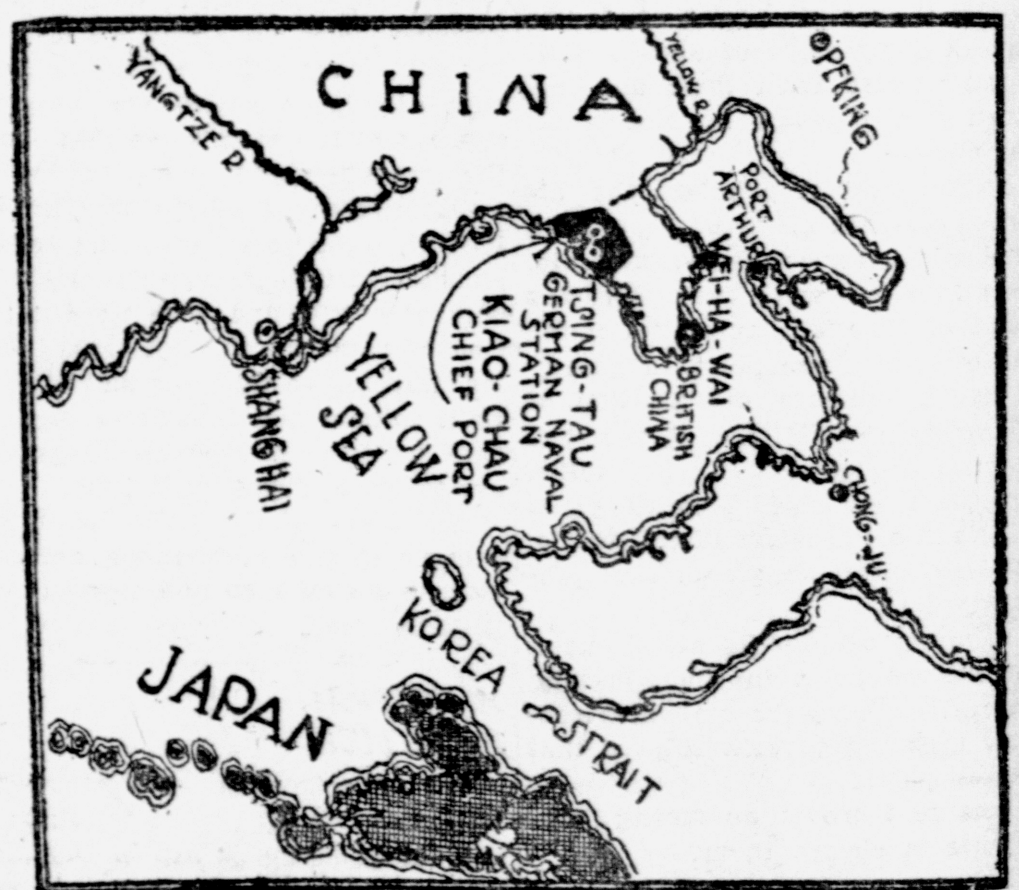 CHINA
YANGTZE R.
YELLOW R.
PEKING
PORT
ARTHUR
WEI-HA-WAI
BRITISH
CHINA
TJING-TAU
GERMAN NAVAL
STATION
KIAO-CHAU
CHIEF PORT
SHANGHAI
YELLOW
SEA
CHONG-JU
KOREA
STRAIT
JAPAN